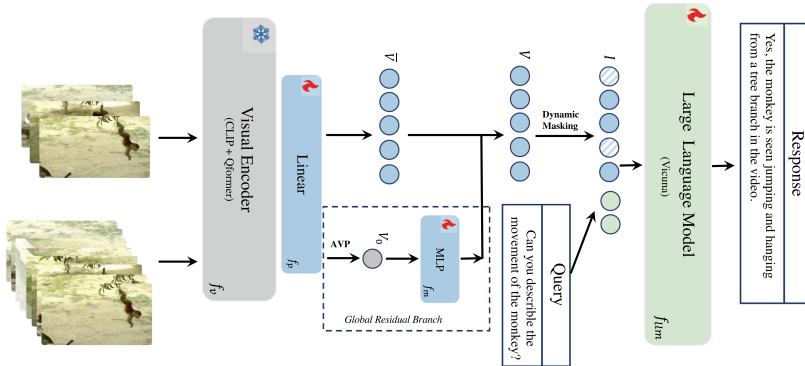 Visual Encoder
(CLIP + Qformer)
f_v
Linear
f_p
V̅
AVP
V₀
MLP
f_m
Global Residual Branch
V
Dynamic
Masking
I
Query
Can you describle the
movement of the monkey?
Large Language Model
(Vicuna)
f_llm
Response
Yes, the monkey is seen jumping and hanging
from a tree branch in the video.